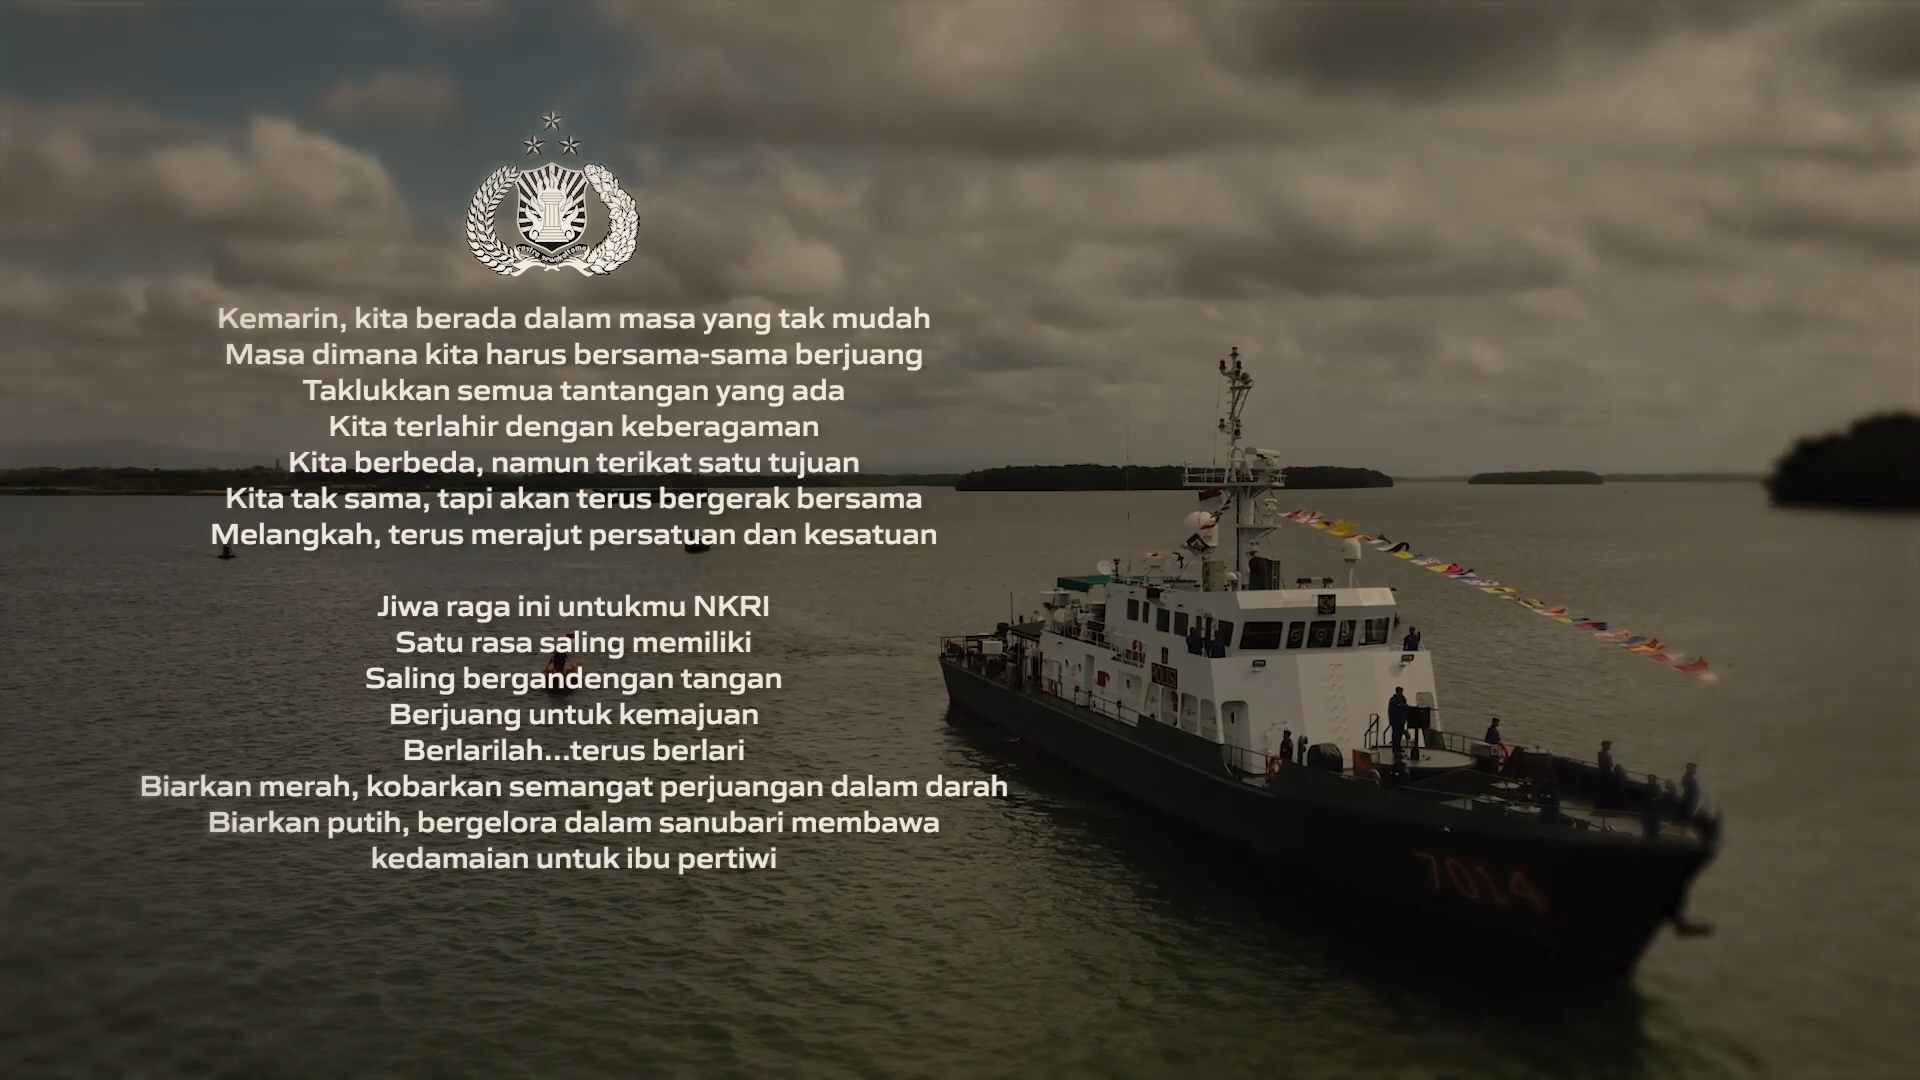 Rastra Sewakottama
Kemarin, kita berada dalam masa yang tak mudah
Masa dimana kita harus bersama-sama berjuang
Taklukkan semua tantangan yang ada
Kita terlahir dengan keberagaman
Kita berbeda, namun terikat satu tujuan
Kita tak sama, tapi akan terus bergerak bersama
Melangkah, terus merajut persatuan dan kesatuan
Jiwa raga ini untukmu NKRI
Satu rasa saling memiliki
Saling bergandengan tangan
Berjuang untuk kemajuan
Berlarilah...terus berlari
Biarkan merah, kobarkan semangat perjuangan dalam darah
Biarkan putih, bergelora dalam sanubari membawa
kedamaian untuk ibu pertiwi
POLISI
7014